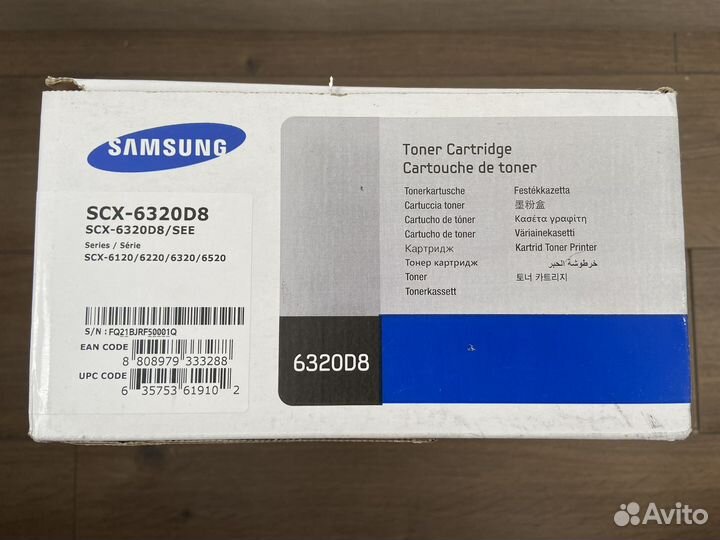 SAMSUNG
SCX-6320D8
SCX-6320D8/SEE
Series / Série
SCX-6120/6220/6320/6520
S/N : FQ21BJRFS0001Q
EAN CODE
8 808979 333288
UPC CODE
6 35753 61910 2
Toner Cartridge
Cartouche de toner
Tonerkartusche
Cartuccia toner
Cartucho de tóner
Cartucho de toner
Картридж
Тонер картридж
Toner
Tonerkassett
Festékkazetta
墨粉盒
Κασέτα γραφίτη
Väriainekasetti
Kartrid Toner Printer
خرطوشة الحبر
토너 카트리지
6320D8
Avito